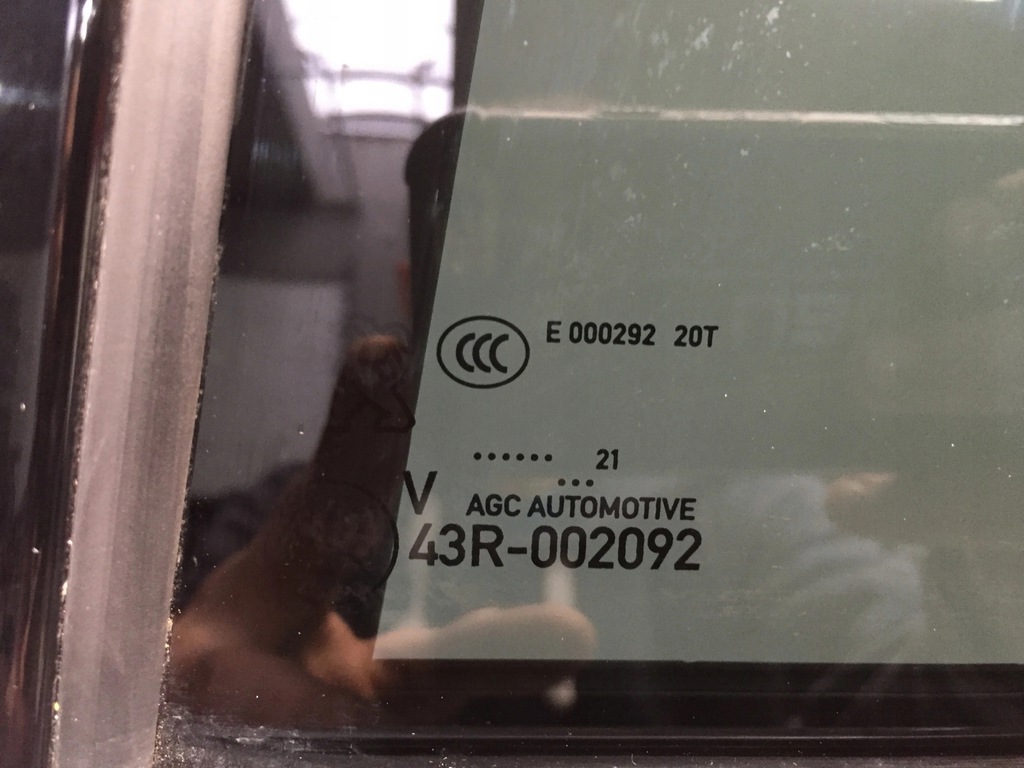 CCC E 000292 20T
...... 21
...
V AGC AUTOMOTIVE
43R-002092